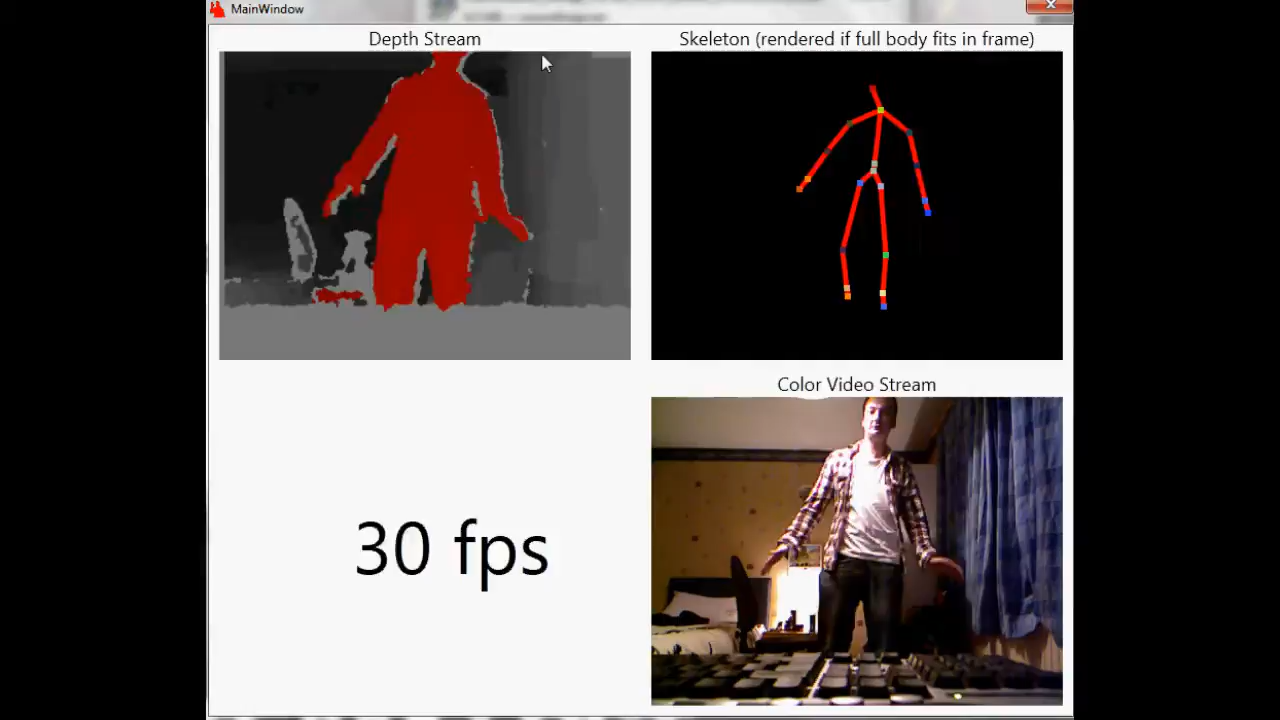 MainWindow
Depth Stream
Skeleton (rendered if full body fits in frame)
Color Video Stream
30 fps